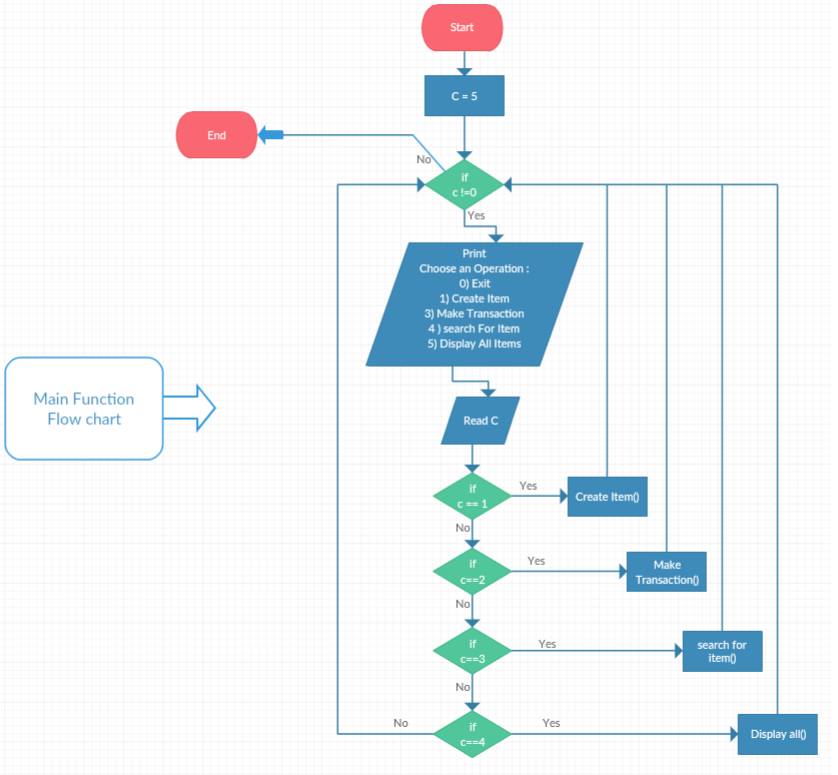 Start
C = 5
End
No
if
c !=0
Yes
Print
Choose an Operation :
0) Exit
1) Create Item
3) Make Transaction
4 ) search For Item
5) Display All Items
Main Function
Flow chart
Read C
if
c == 1
Yes
Create Item()
No
if
c==2
Yes
Make
Transaction()
No
if
c==3
Yes
search for
item()
No
if
c==4
No
Yes
Display all()